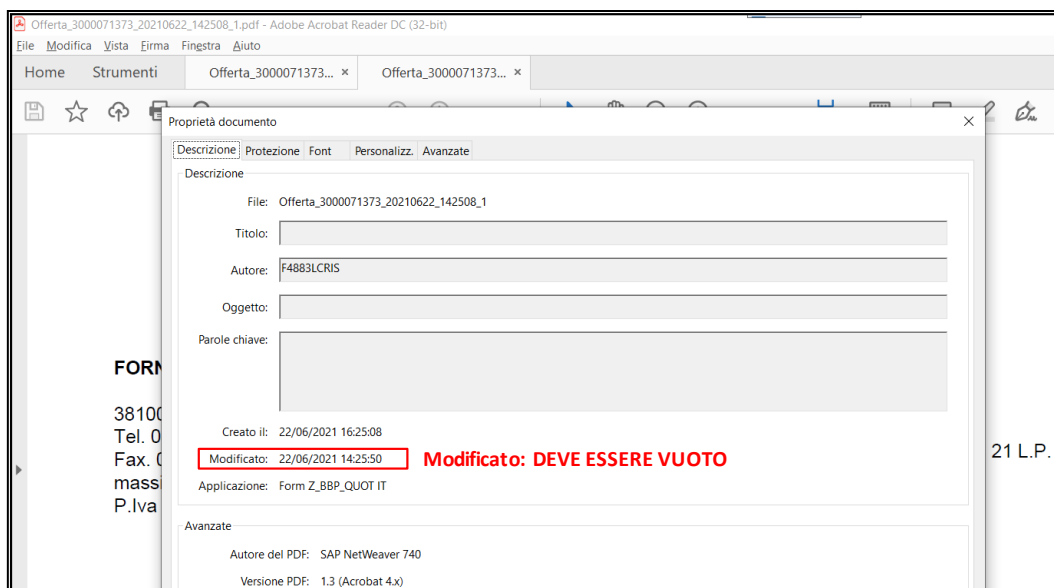 Offerta_3000071373_20210622_142508_1.pdf - Adobe Acrobat Reader DC (32-bit)
File Modifica Vista Firma Finestra Aiuto
Home Strumenti Offerta_3000071373... × Offerta_3000071373... ×
Proprietà documento
Descrizione Protezione Font Personalizz. Avanzate
Descrizione
File: Offerta_3000071373_20210622_142508_1
Titolo:
Autore: F4883LCRIS
Oggetto:
Parole chiave:
FORN
38100
Creato il: 22/06/2021 16:25:08
Tel. 0
Modificato: 22/06/2021 14:25:50 Modificato: DEVE ESSERE VUOTO
Fax. 0
21 L.P.
massi
Applicazione: Form Z_BBP_QUOT IT
P.Iva
Avanzate
Autore del PDF: SAP NetWeaver 740
Versione PDF: 1.3 (Acrobat 4.x)